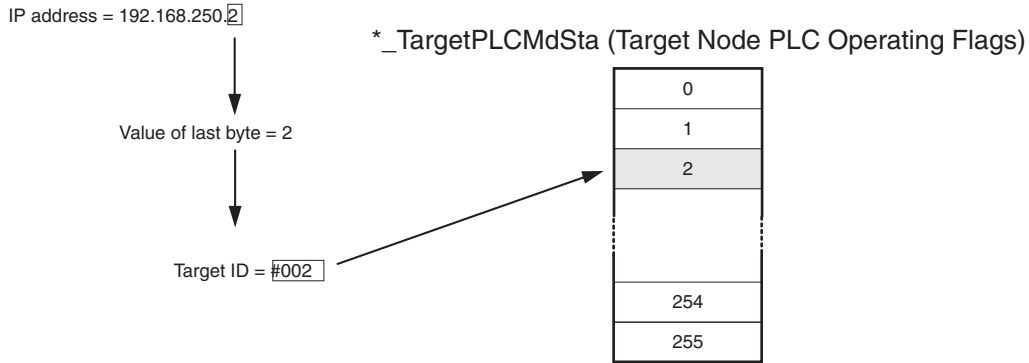 IP address = 192.168.250.2
*_TargetPLCMdSta (Target Node PLC Operating Flags)
0
1
Value of last byte = 2
2
Target ID = #002
254
255